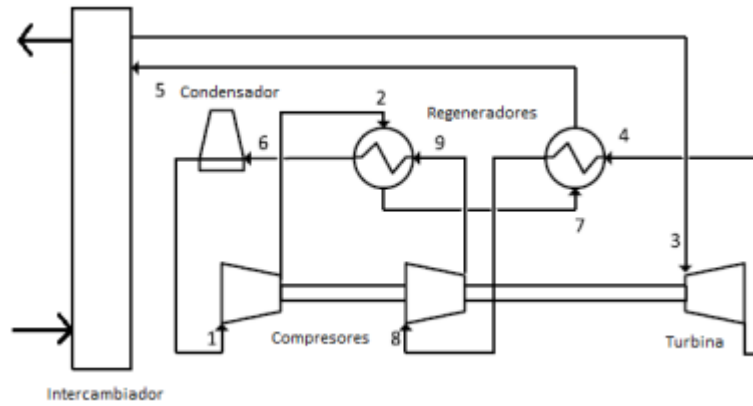 5 Condensador
2
Regeneradores
6
9
4
7
3
1
Compresores
8
Turbina
Intercambiador